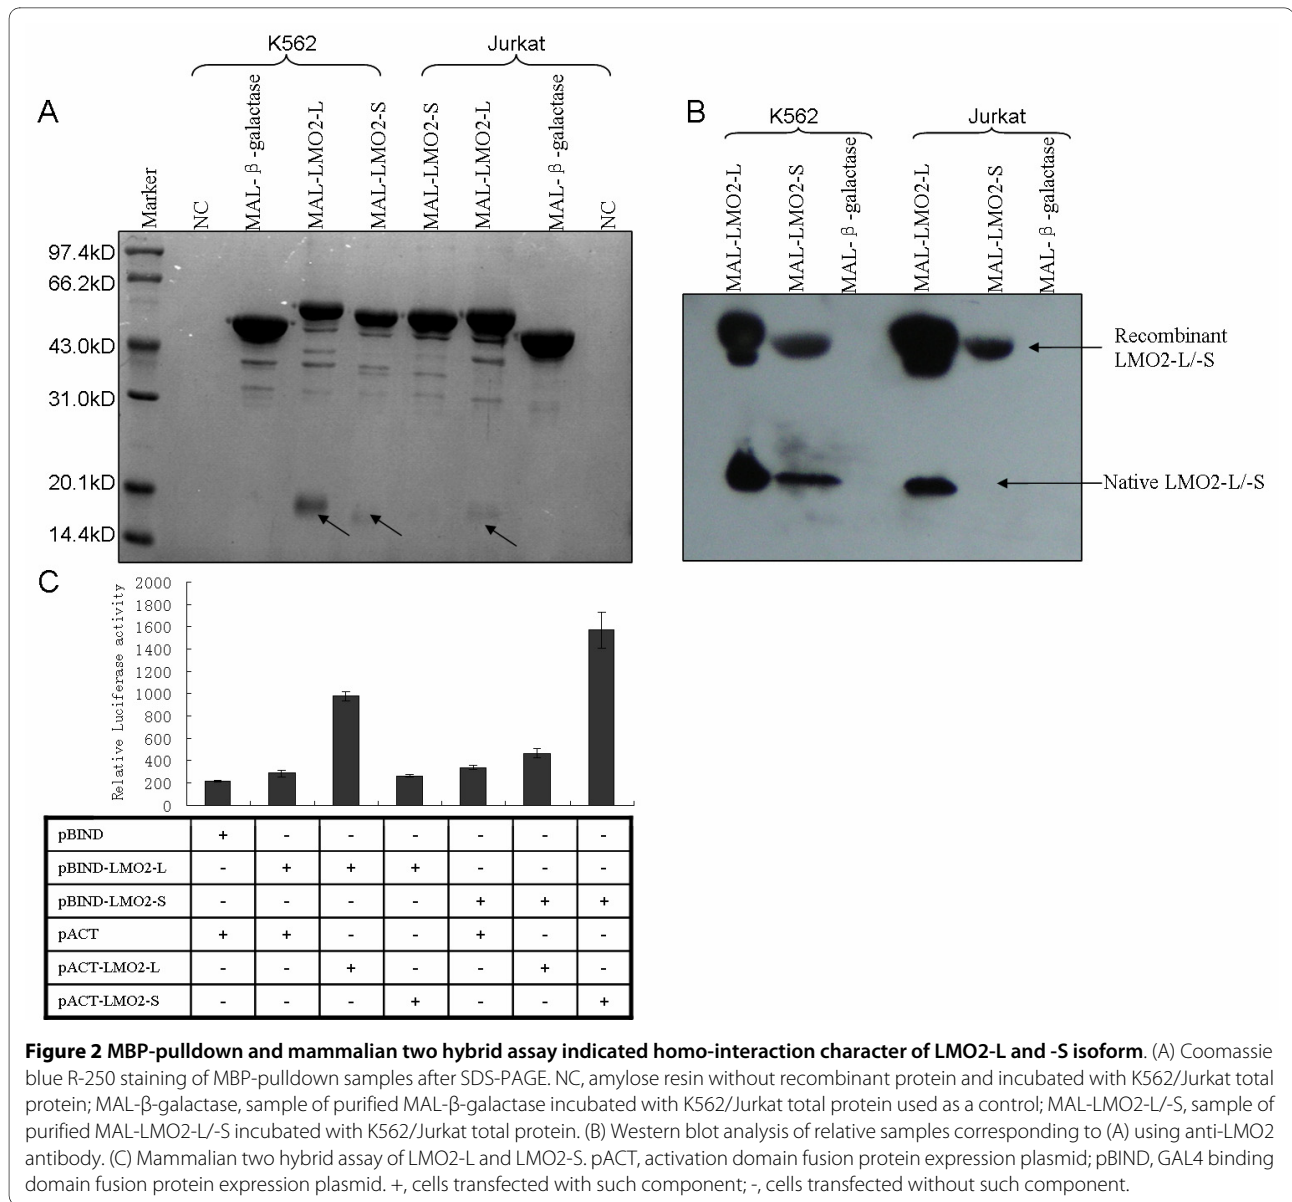 K562 Jurkat
A
Marker
NC
MAL-β-galactase
MAL-LMO2-L
MAL-LMO2-S
MAL-LMO2-S
MAL-LMO2-L
MAL-β-galactase
NC
97.4kD
66.2kD
43.0kD
31.0kD
20.1kD
14.4kD
B
K562 Jurkat
MAL-LMO2-L
MAL-LMO2-S
MAL-β-galactase
MAL-LMO2-L
MAL-LMO2-S
MAL-β-galactase
Recombinant
LMO2-L/-S
Native LMO2-L/-S
C
Relative Luciferase activity
2000
1800
1600
1400
1200
1000
800
600
400
200
0
pBIND + - - - - - -
pBIND-LMO2-L - + + + - - -
pBIND-LMO2-S - - - - + + +
pACT + + - - + - -
pACT-LMO2-L - - + - - + -
pACT-LMO2-S - - - + - - +
Figure 2 MBP-pulldown and mammalian two hybrid assay indicated homo-interaction character of LMO2-L and -S isoform. (A) Coomassie
blue R-250 staining of MBP-pulldown samples after SDS-PAGE. NC, amylose resin without recombinant protein and incubated with K562/Jurkat total
protein; MAL-β-galactase, sample of purified MAL-β-galactase incubated with K562/Jurkat total protein used as a control; MAL-LMO2-L/-S, sample of
purified MAL-LMO2-L/-S incubated with K562/Jurkat total protein. (B) Western blot analysis of relative samples corresponding to (A) using anti-LMO2
antibody. (C) Mammalian two hybrid assay of LMO2-L and LMO2-S. pACT, activation domain fusion protein expression plasmid; pBIND, GAL4 binding
domain fusion protein expression plasmid. +, cells transfected with such component; -, cells transfected without such component.